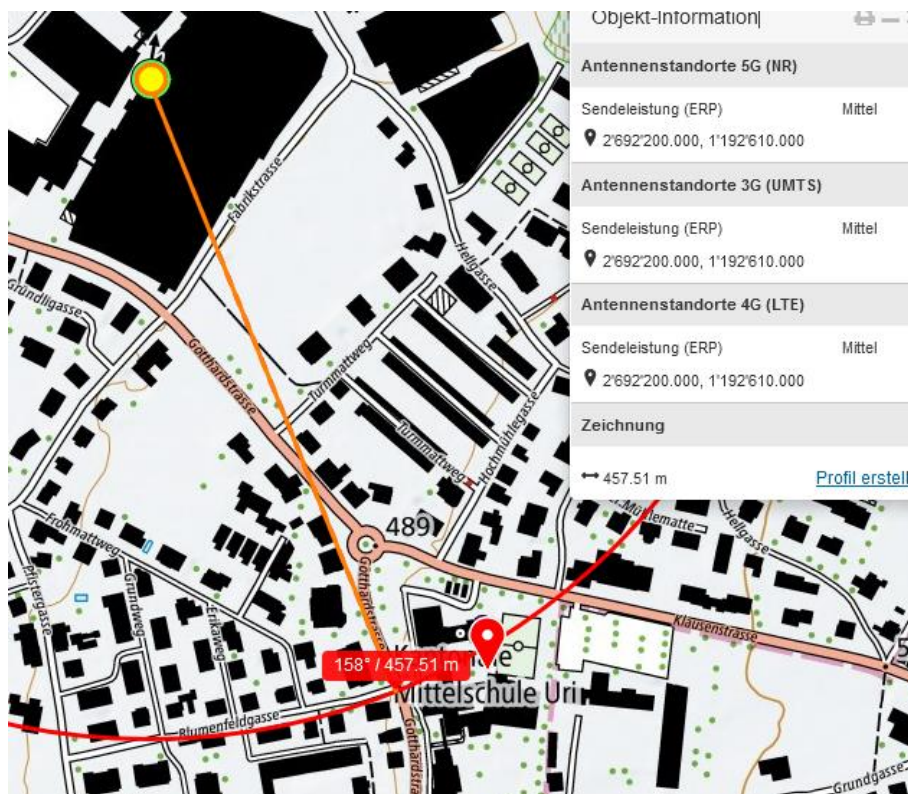 Objekt-Information
Antennenstandorte 5G (NR)
Sendeleistung (ERP) Mittel
2'692'200.000, 1'192'610.000
Antennenstandorte 3G (UMTS)
Sendeleistung (ERP) Mittel
2'692'200.000, 1'192'610.000
Antennenstandorte 4G (LTE)
Sendeleistung (ERP) Mittel
2'692'200.000, 1'192'610.000
Zeichnung
457.51 m Profil erstell
Fabrikstrasse
Hellgasse
Gründligasse
Gotthardstrasse
Turmmattweg
Turmmattweg
Hochmühlegasse
489
Mühlematte
Hellgasse
Frohmattweg
Pfistergasse
Grundweg
Erikaweg
Gotthardstrasse
Klausenstrasse
158° / 457.51 m
Mittelschule Uri
Blumenfeldgasse
Gotthardstra
Grundgasse